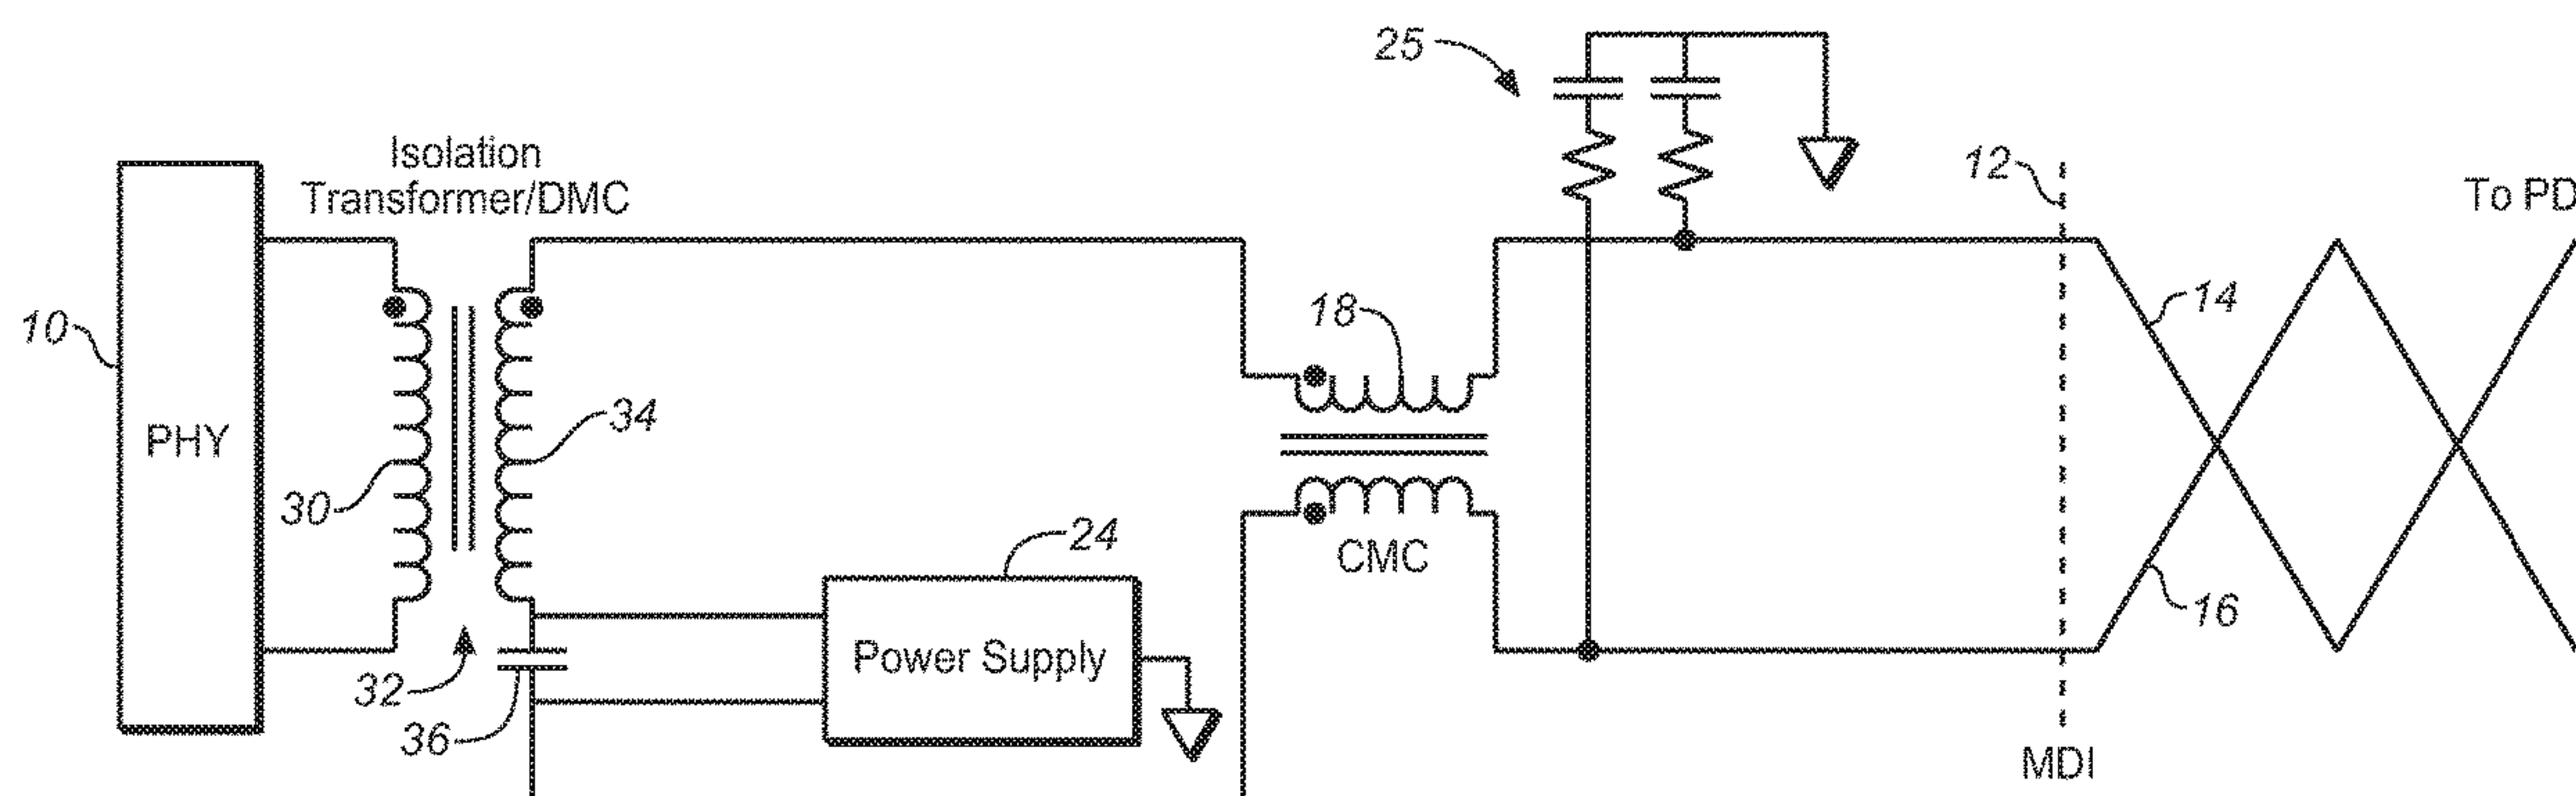 25
Isolation
Transformer/DMC
12
To PD
10
18
14
PHY
34
30
24
CMC
16
Power Supply
32
36
MDI